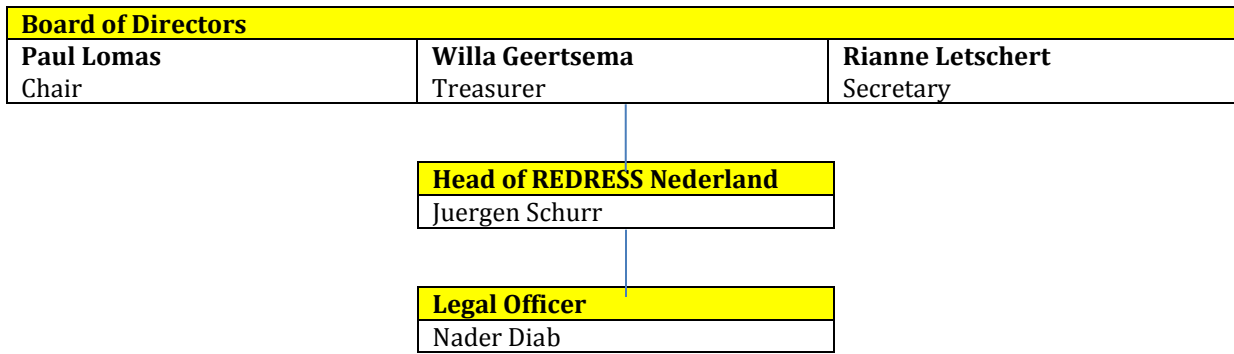 Board of Directors
Paul Lomas Willa Geertsema Rianne Letschert
Chair Treasurer Secretary
Head of REDRESS Nederland
Juergen Schurr
Legal Officer
Nader Diab